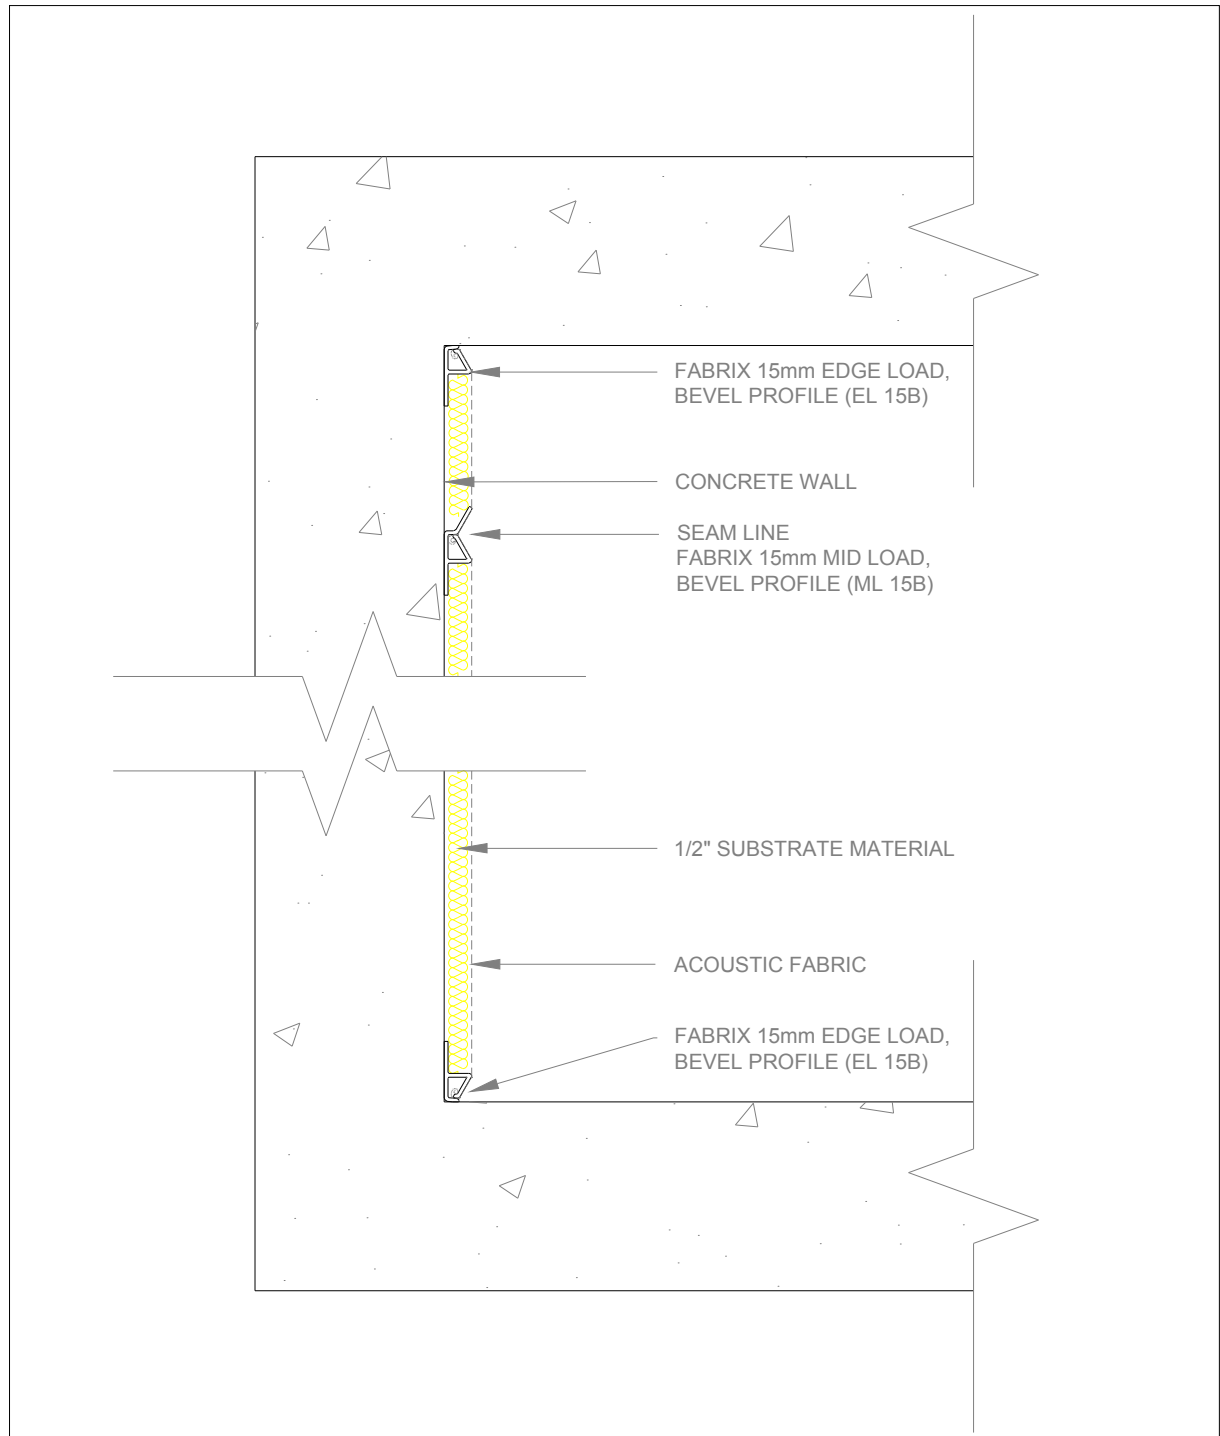 FABRIX 15mm EDGE LOAD,
BEVEL PROFILE (EL 15B)
CONCRETE WALL
SEAM LINE
FABRIX 15mm MID LOAD,
BEVEL PROFILE (ML 15B)
1/2" SUBSTRATE MATERIAL
ACOUSTIC FABRIC
FABRIX 15mm EDGE LOAD,
BEVEL PROFILE (EL 15B)